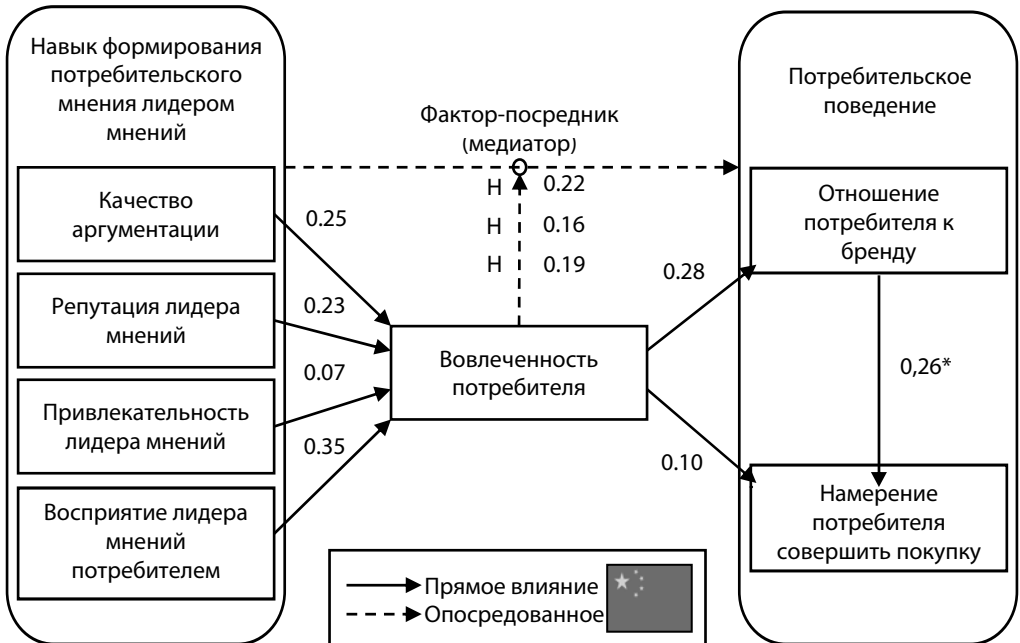 Навык формирования
потребительского
мнения лидером
мнений
Качество
аргументации
Репутация лидера
мнений
Привлекательность
лидера мнений
Восприятие лидера
мнений
потребителем
0.25
0.23
0.07
0.35
Фактор-посредник
(медиатор)
H 0.22
H 0.16
H 0.19
Вовлеченность
потребителя
0.28
0.10
Потребительское
поведение
Отношение
потребителя к
бренду
0,26*
Намерение
потребителя
совершить покупку
Прямое влияние
Опосредованное